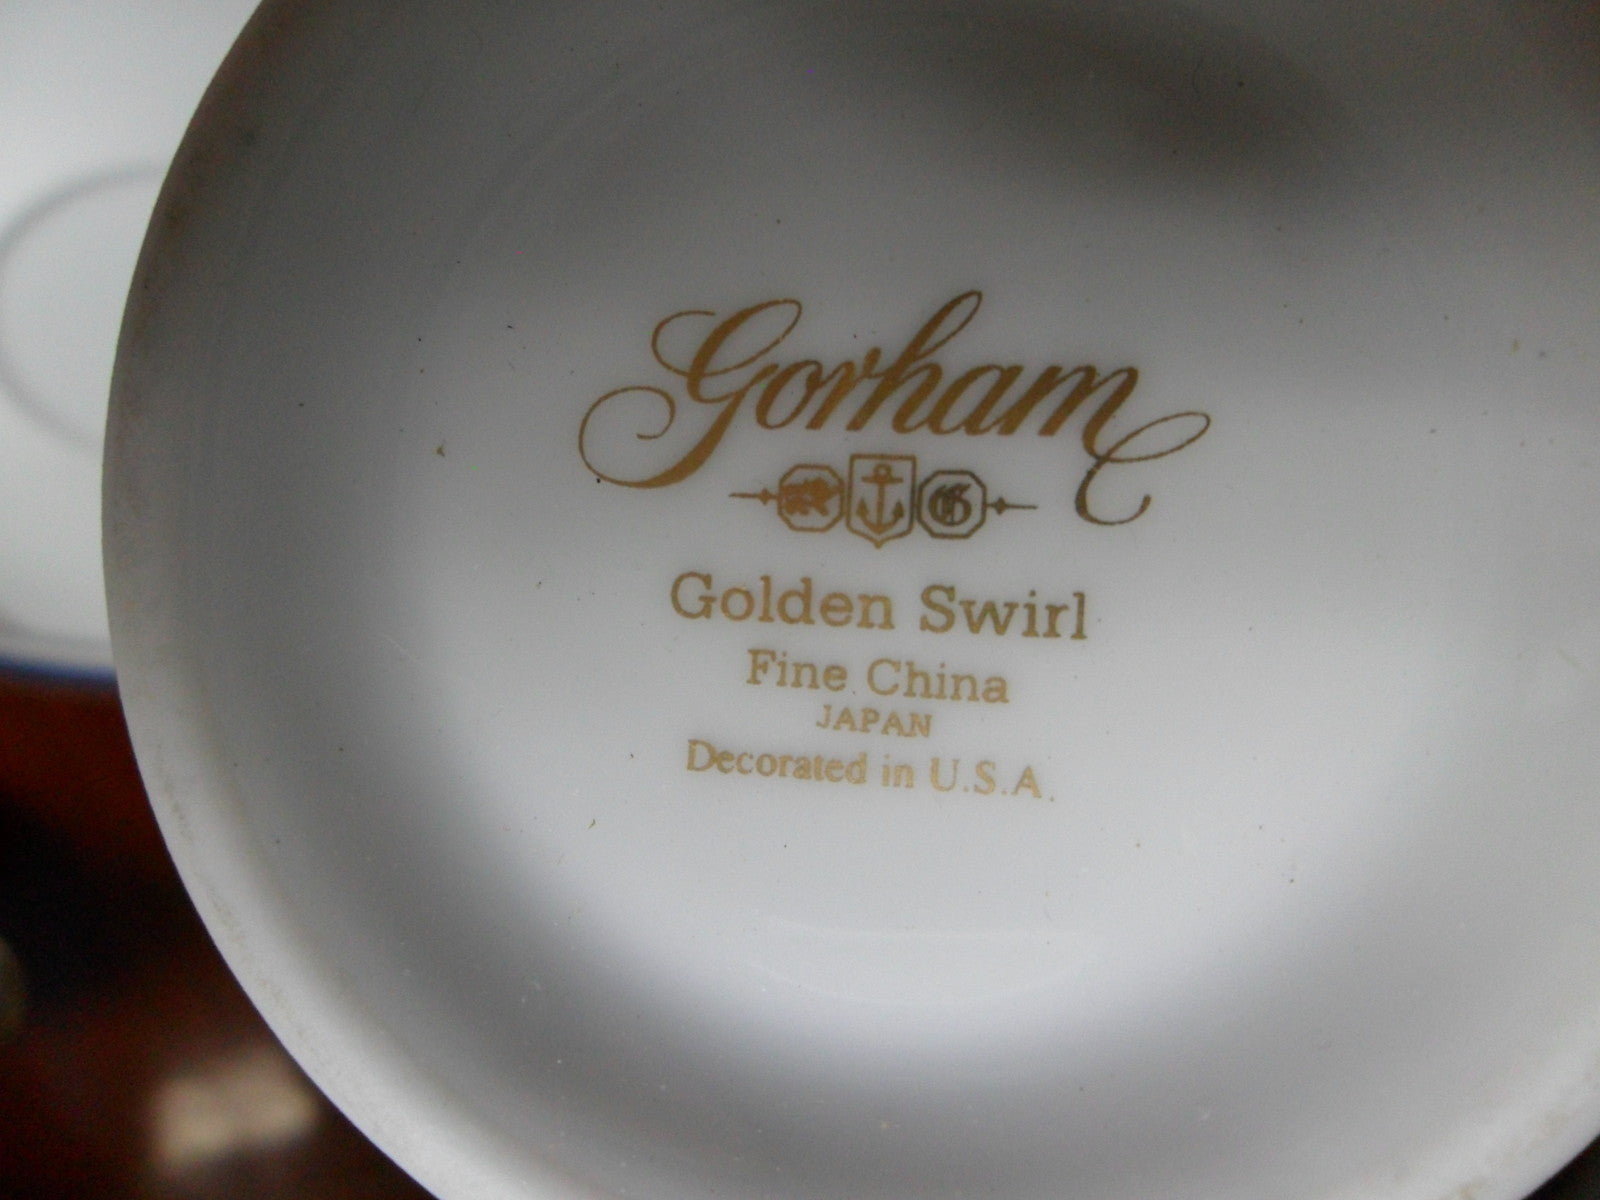 Gorham
G
Golden Swirl
Fine China
JAPAN
Decorated in U.S.A.